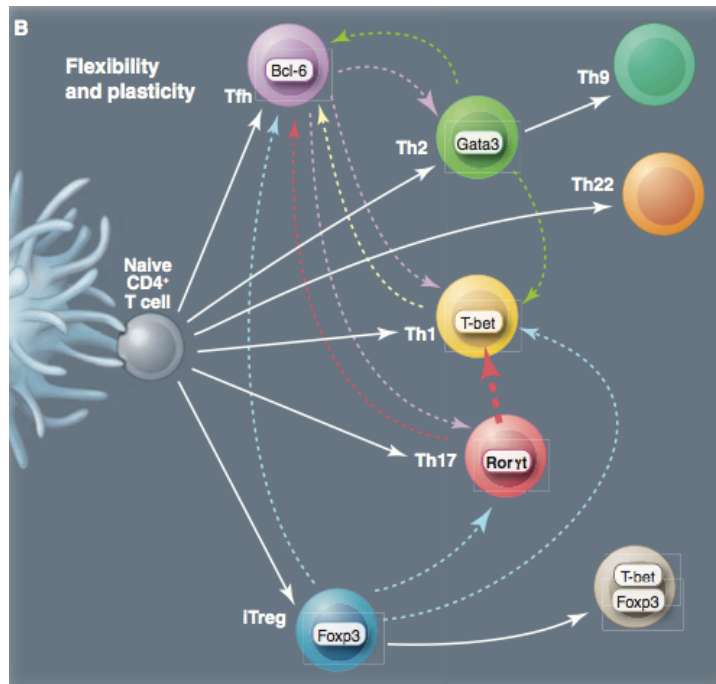 B
Flexibility
and plasticity
Bcl-6
Tfh
Th9
Gata3
Th2
Th22
Naive
CD4+
T cell
T-bet
Th1
Rorγt
Th17
T-bet
Foxp3
iTreg
Foxp3